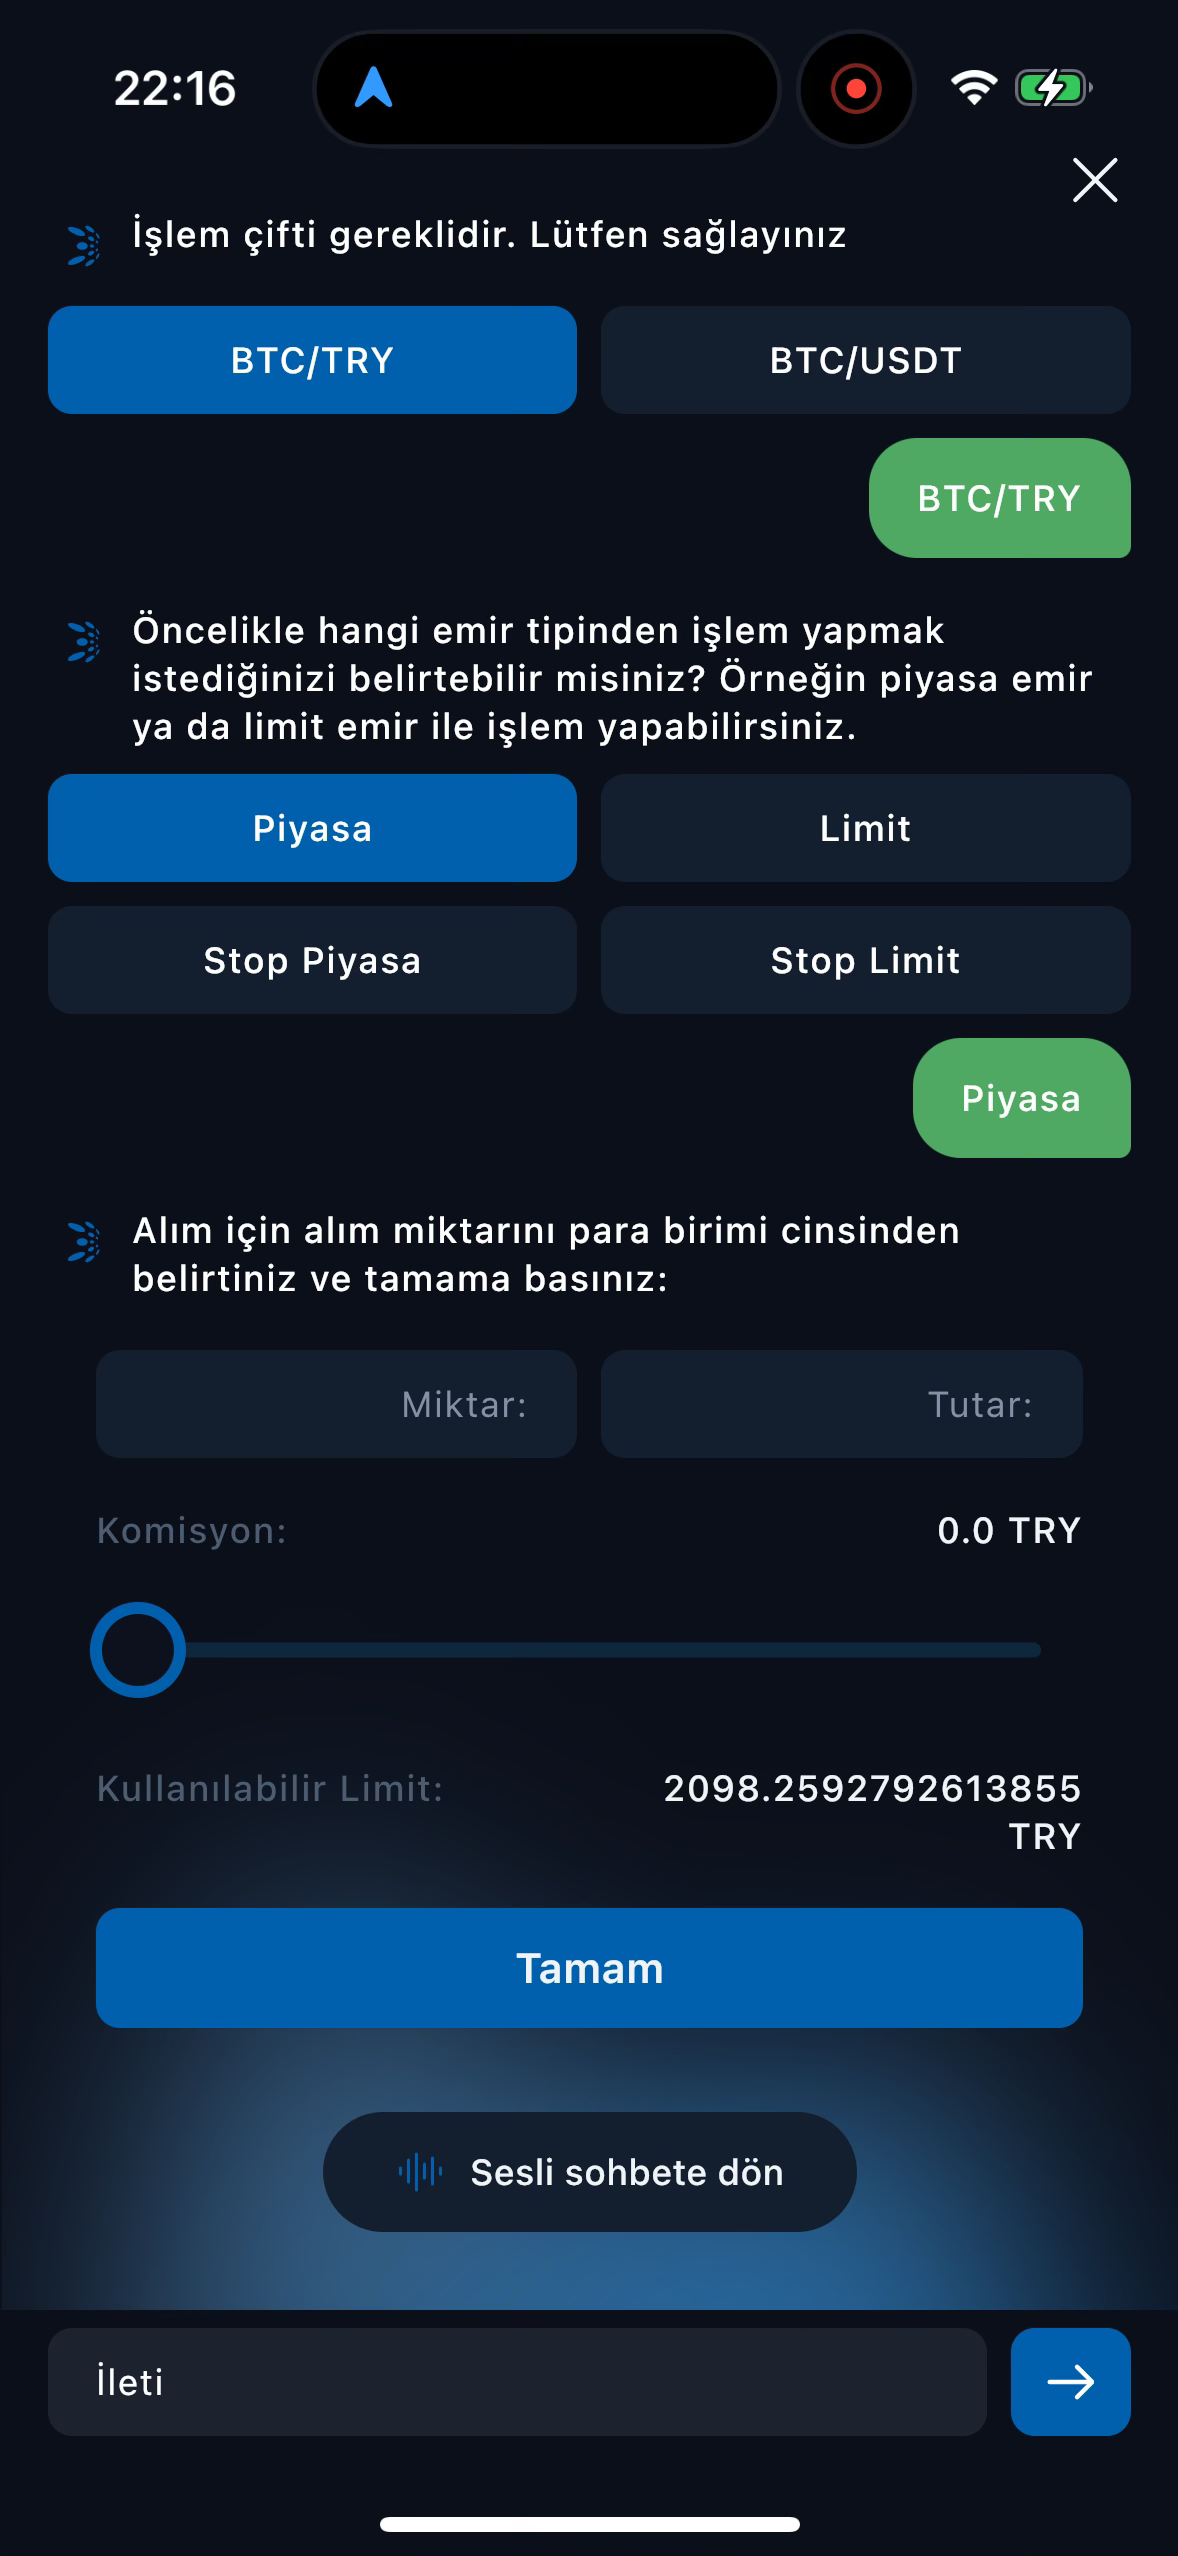 22:16
İşlem çifti gereklidir. Lütfen sağlayınız
BTC/TRY
BTC/USDT
BTC/TRY
Öncelikle hangi emir tipinden işlem yapmak
istediğinizi belirtebilir misiniz? Örneğin piyasa emir
ya da limit emir ile işlem yapabilirsiniz.
Piyasa
Limit
Stop Piyasa
Stop Limit
Piyasa
Alım için alım miktarını para birimi cinsinden
belirtiniz ve tamama basınız:
Miktar:
Tutar:
Komisyon:
0.0 TRY
Kullanılabilir Limit:
2098.2592792613855
TRY
Tamam
Sesli sohbete dön
İleti